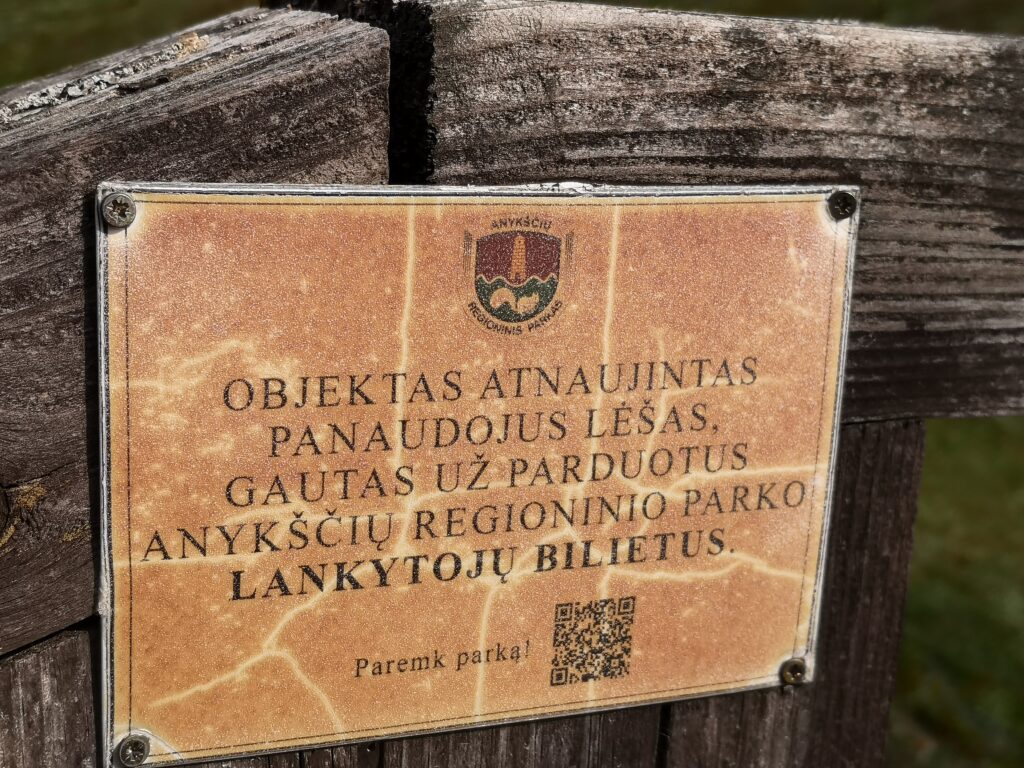 ANYKŠČIŲ
REGIONINIS PARKAS
OBJEKTAS ATNAUJINTAS
PANAUDOJUS LĖŠAS,
GAUTAS UŽ PARDUOTUS
ANYKŠČIŲ REGIONINIO PARKO
LANKYTOJŲ BILIETUS.
Paremk parką!